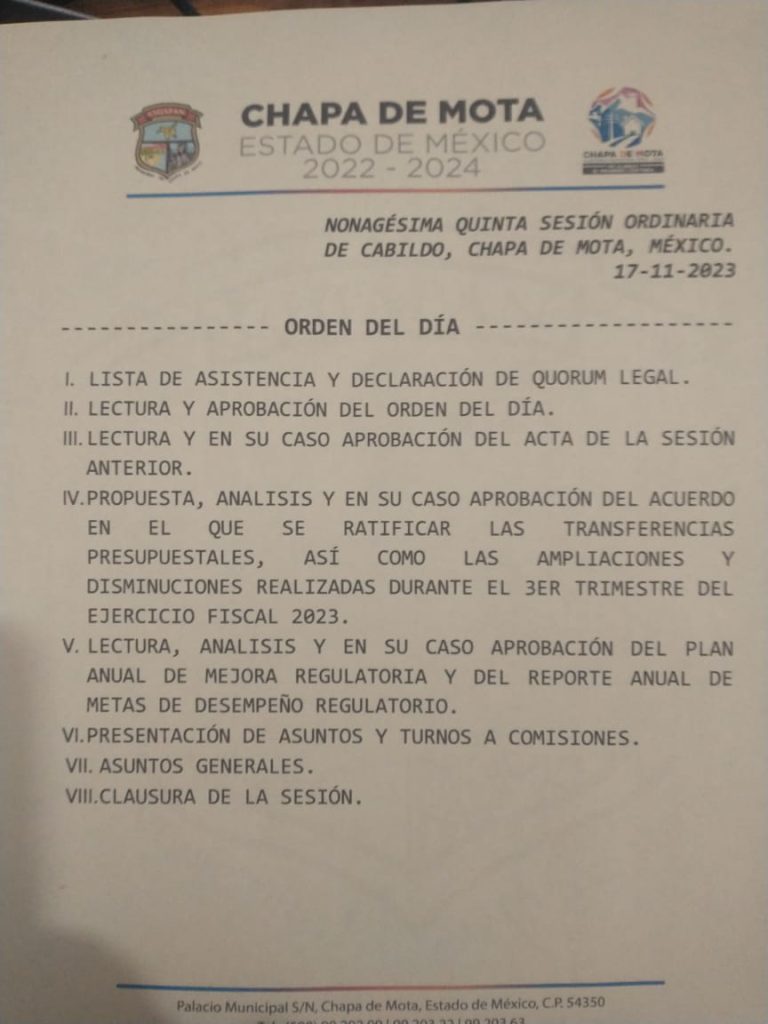 CHAPA DE MOTA
ESTADO DE MÉXICO
2022 - 2024
CHAPA DE MOTA
NONAGÉSIMA QUINTA SESIÓN ORDINARIA
DE CABILDO, CHAPA DE MOTA, MÉXICO.
17-11-2023
---------------- ORDEN DEL DÍA -------------------
I. LISTA DE ASISTENCIA Y DECLARACIÓN DE QUORUM LEGAL.
II. LECTURA Y APROBACIÓN DEL ORDEN DEL DÍA.
III. LECTURA Y EN SU CASO APROBACIÓN DEL ACTA DE LA SESIÓN
ANTERIOR.
IV. PROPUESTA, ANALISIS Y EN SU CASO APROBACIÓN DEL ACUERDO
EN EL QUE SE RATIFICAR LAS TRANSFERENCIAS
PRESUPUESTALES, ASÍ COMO LAS AMPLIACIONES Y
DISMINUCIONES REALIZADAS DURANTE EL 3ER TRIMESTRE DEL
EJERCICIO FISCAL 2023.
V. LECTURA, ANALISIS Y EN SU CASO APROBACIÓN DEL PLAN
ANUAL DE MEJORA REGULATORIA Y DEL REPORTE ANUAL DE
METAS DE DESEMPEÑO REGULATORIO.
VI. PRESENTACIÓN DE ASUNTOS Y TURNOS A COMISIONES.
VII. ASUNTOS GENERALES.
VIII. CLAUSURA DE LA SESIÓN.
Palacio Municipal S/N, Chapa de Mota, Estado de México, C.P. 54350